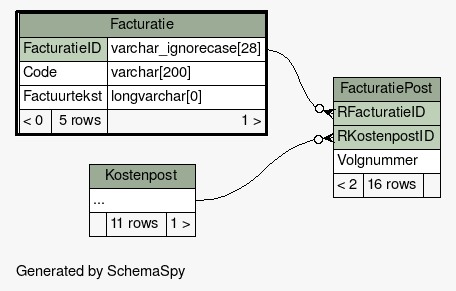 Facturatie
FacturatieID varchar_ignorecase[28]
Code varchar[200]
Factuurtekst longvarchar[0]
< 0 5 rows 1 >
FacturatiePost
RFacturatieID
RKostenpostID
Volgnummer
< 2 16 rows
Kostenpost
...
11 rows 1 >
Generated by SchemaSpy